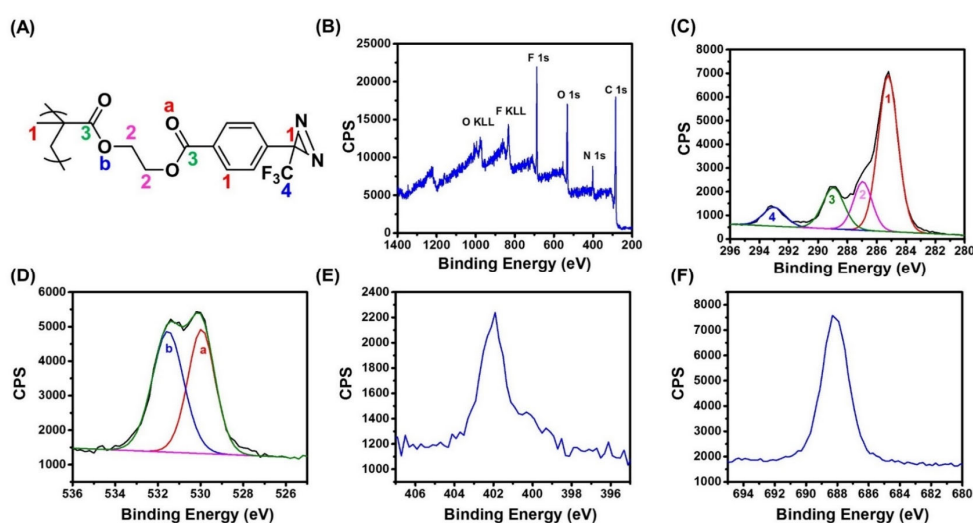 (A)
O
a
O
1
3
2
O
b
2
O
3
1
1
N
N
F₃C
4
(B)
CPS
25000
20000
15000
10000
5000
0
O KLL
F KLL
F 1s
O 1s
N 1s
C 1s
1400 1200 1000 800 600 400 200
Binding Energy (eV)
(C)
CPS
8000
7000
6000
5000
4000
3000
2000
1000
0
1
2
3
4
296 294 292 290 288 286 284 282 280
Binding Energy (eV)
(D)
CPS
6000
5000
4000
3000
2000
1000
b
a
536 534 532 530 528 526
Binding Energy (eV)
(E)
CPS
2400
2200
2000
1800
1600
1400
1200
1000
406 404 402 400 398 396
Binding Energy (eV)
(F)
CPS
8000
7000
6000
5000
4000
3000
2000
1000
694 692 690 688 686 684 682 680
Binding Energy (eV)